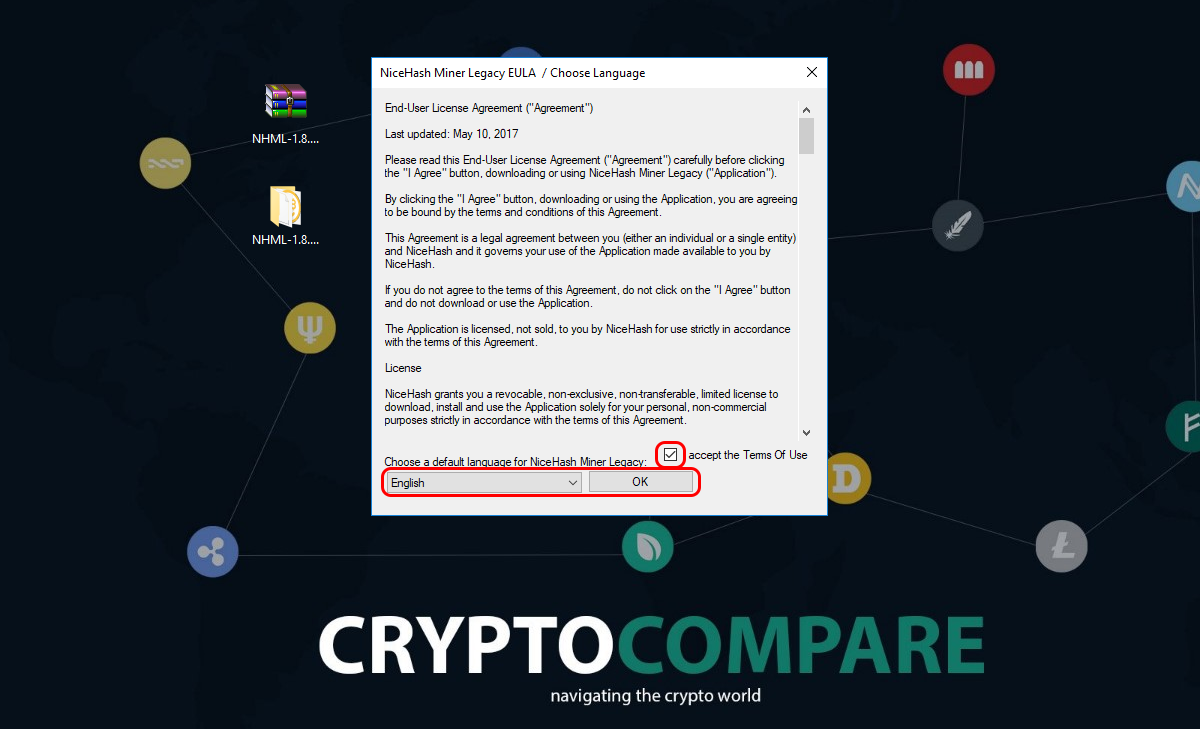 NiceHash Miner Legacy EULA / Choose Language
NHML-1.8....
NHML-1.8....
End-User License Agreement ("Agreement")
Last updated: May 10, 2017
Please read this End-User License Agreement ("Agreement") carefully before clicking
the "I Agree" button, downloading or using NiceHash Miner Legacy ("Application").
By clicking the "I Agree" button, downloading or using the Application, you are agreeing
to be bound by the terms and conditions of this Agreement.
This Agreement is a legal agreement between you (either an individual or a single entity)
and NiceHash and it governs your use of the Application made available to you by
NiceHash.
If you do not agree to the terms of this Agreement, do not click on the "I Agree" button
and do not download or use the Application.
The Application is licensed, not sold, to you by NiceHash for use strictly in accordance
with the terms of this Agreement.
License
NiceHash grants you a revocable, non-exclusive, non-transferable, limited license to
download, install and use the Application solely for your personal, non-commercial
purposes strictly in accordance with the terms of this Agreement.
accept the Terms Of Use
Choose a default language for NiceHash Miner Legacy:
English
OK
CRYPTOCOMPARE
navigating the crypto world